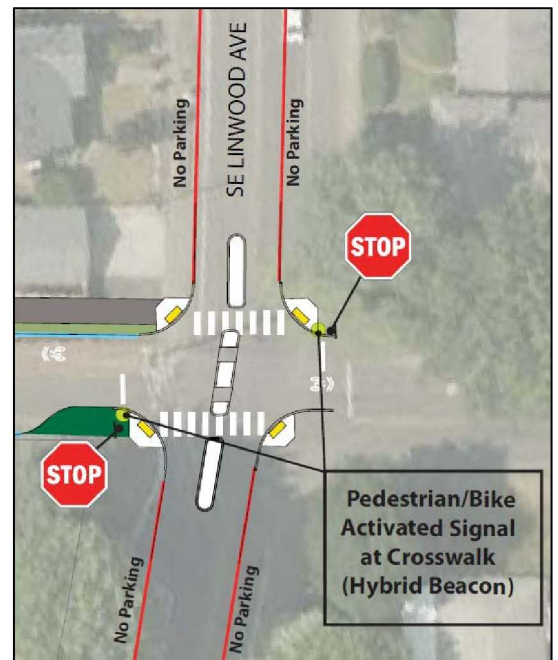 No Parking
SE LINWOOD AVE
No Parking
STOP
STOP
Pedestrian/Bike
Activated Signal
at Crosswalk
(Hybrid Beacon)
No Parking
No Parking